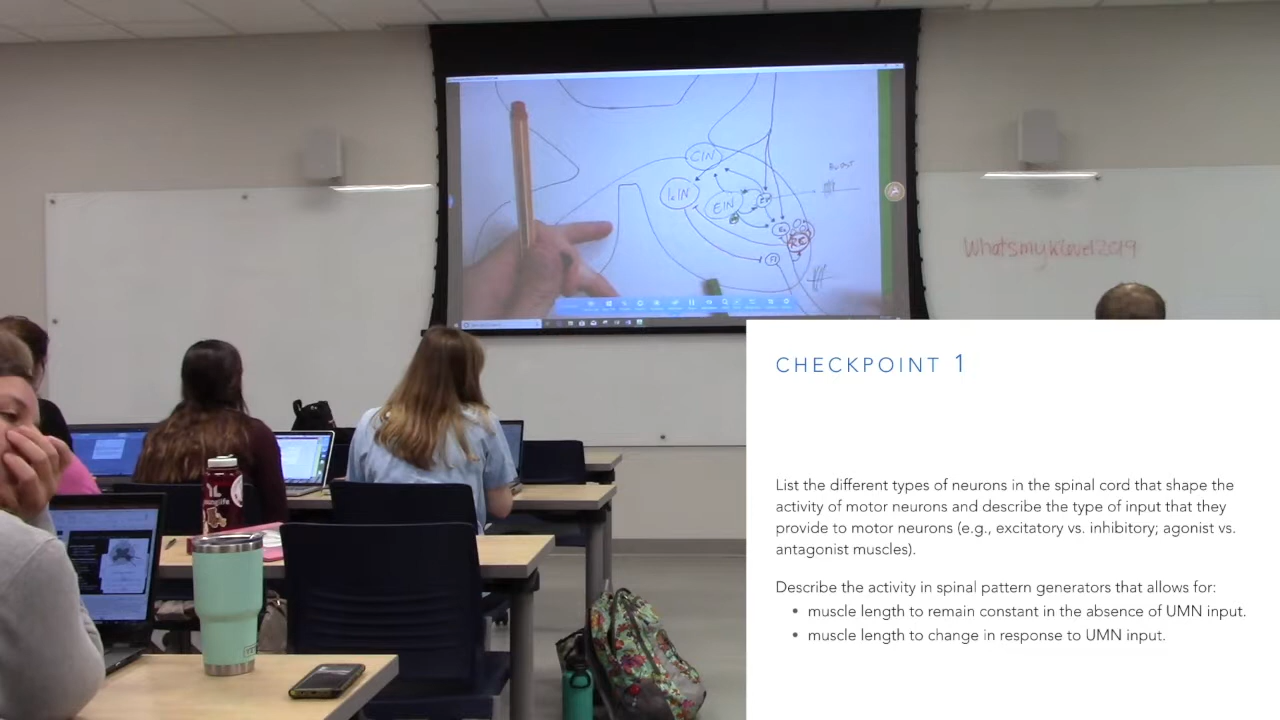 CIN
IaIN
EIN
RC
Whatsmyklovel2019
CHECKPOINT 1
List the different types of neurons in the spinal cord that shape the
activity of motor neurons and describe the type of input that they
provide to motor neurons (e.g., excitatory vs. inhibitory; agonist vs.
antagonist muscles).
Describe the activity in spinal pattern generators that allows for:
• muscle length to remain constant in the absence of UMN input.
• muscle length to change in response to UMN input.